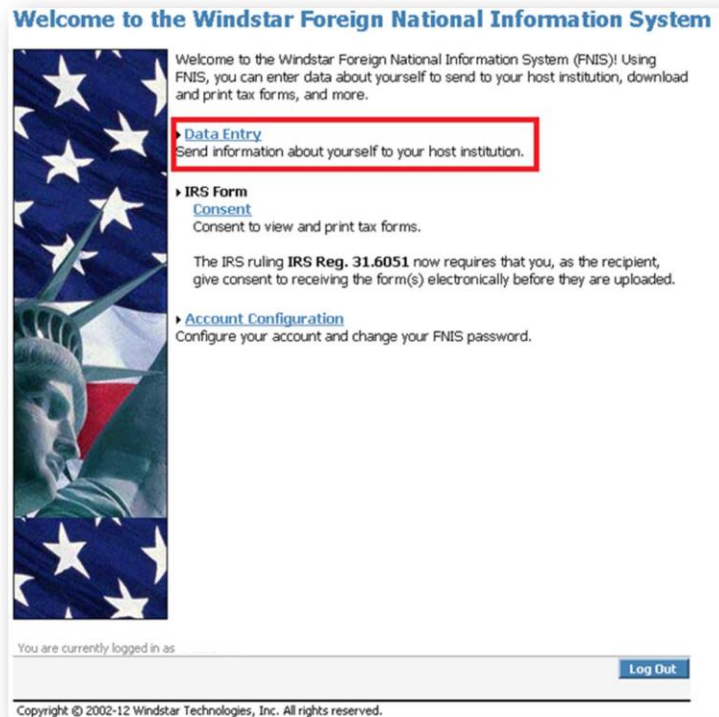 Welcome to the Windstar Foreign National Information System
Welcome to the Windstar Foreign National Information System (FNIS)! Using
FNIS, you can enter data about yourself to send to your host institution, download
and print tax forms, and more.
Data Entry
Send information about yourself to your host institution.
IRS Form
Consent
Consent to view and print tax forms.
The IRS ruling IRS Reg. 31.6051 now requires that you, as the recipient,
give consent to receiving the form(s) electronically before they are uploaded.
Account Configuration
Configure your account and change your FNIS password.
You are currently logged in as
Log Out
Copyright © 2002-12 Windstar Technologies, Inc. All rights reserved.